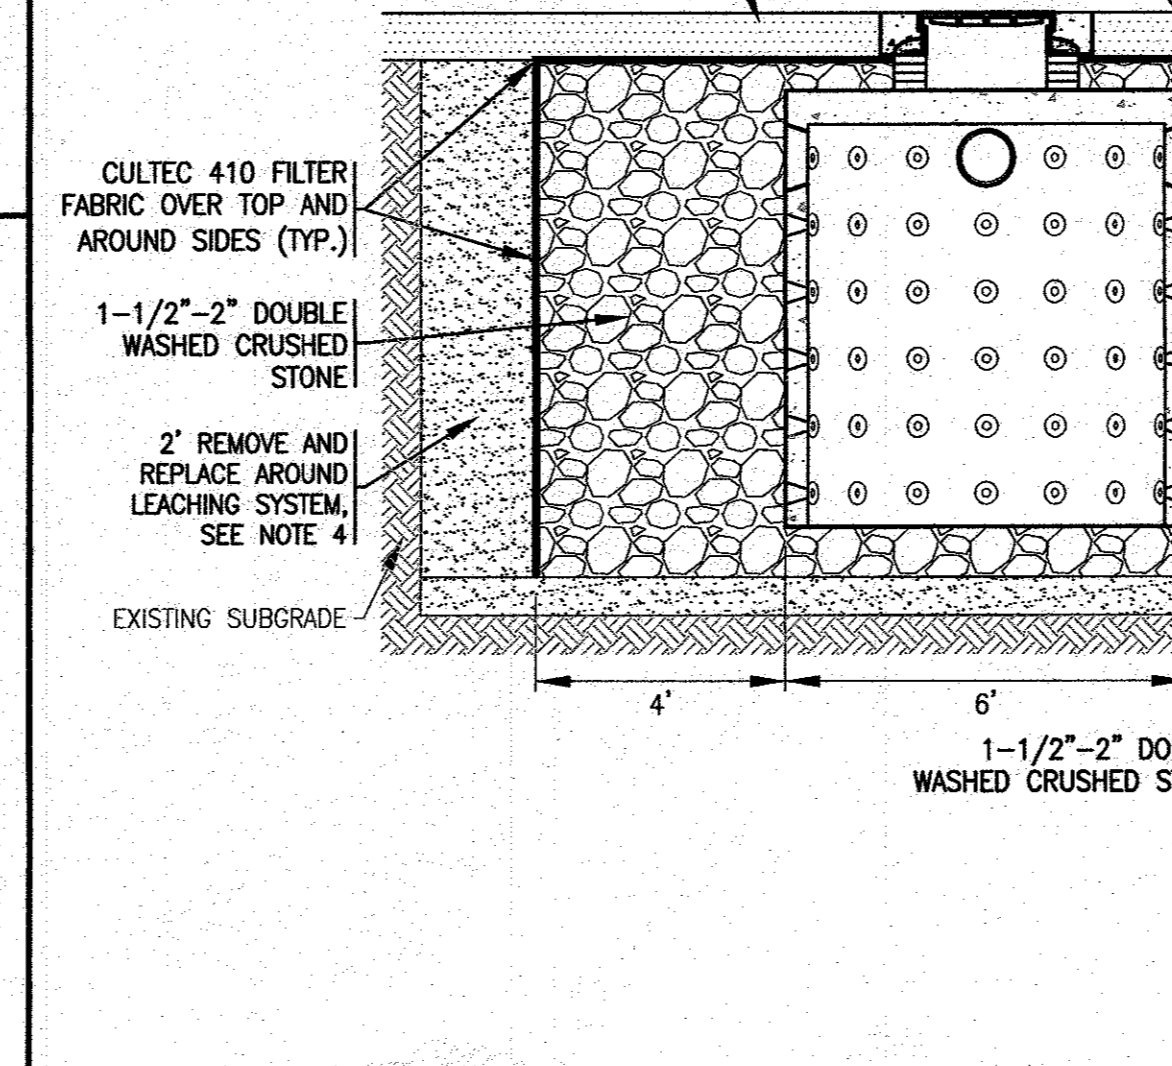 CULTEC 410 FILTER
FABRIC OVER TOP AND
AROUND SIDES (TYP.)
1-1/2"-2" DOUBLE
WASHED CRUSHED
STONE
2' REMOVE AND
REPLACE AROUND
LEACHING SYSTEM,
SEE NOTE 4
EXISTING SUBGRADE
4'
6'
1-1/2"-2" DO
WASHED CRUSHED S